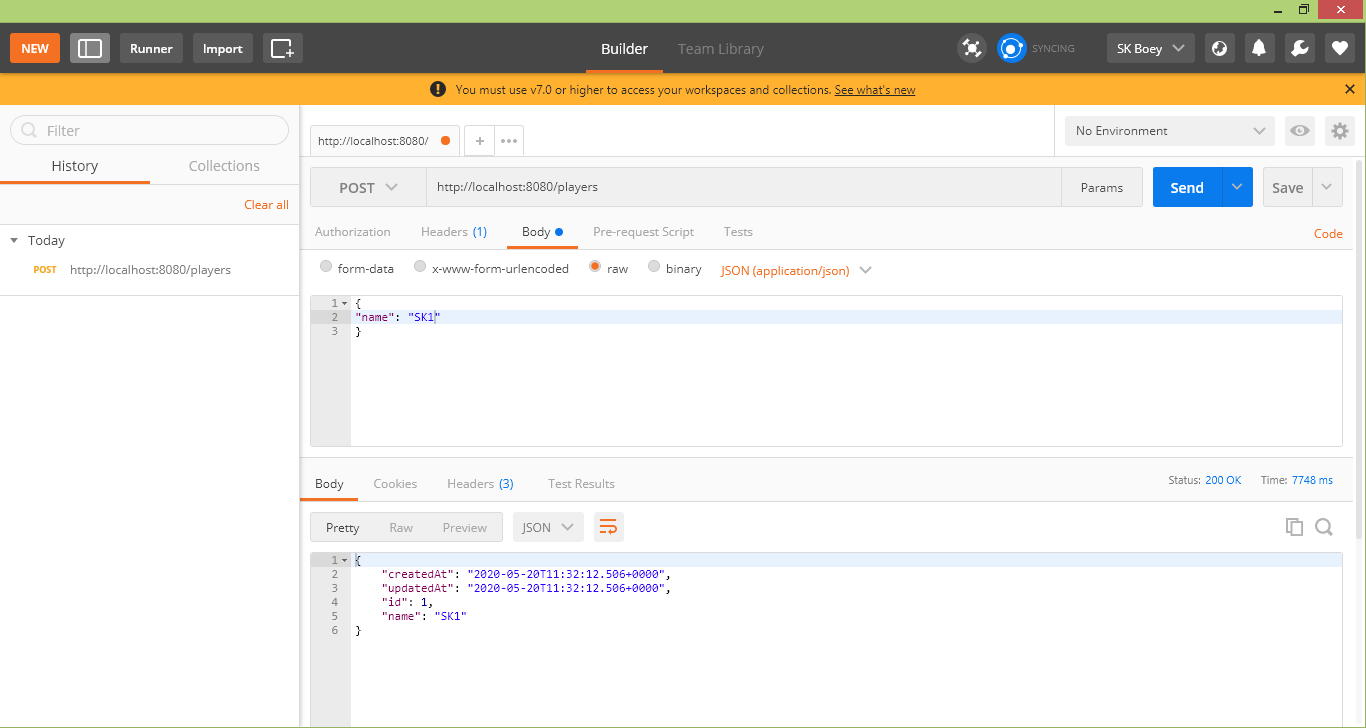 NEW Runner Import Builder Team Library SYNCING SK Boey
You must use v7.0 or higher to access your workspaces and collections. See what's new
Filter
History Collections
Clear all
Today
POST http://localhost:8080/players
http://localhost:8080/ + •••
No Environment
POST http://localhost:8080/players Params Send Save
Authorization Headers (1) Body Pre-request Script Tests Code
form-data x-www-form-urlencoded raw binary JSON (application/json)
1 {
2 "name": "SK1"
3 }
Body Cookies Headers (3) Test Results Status: 200 OK Time: 7748 ms
Pretty Raw Preview JSON
1 {
2 "createdAt": "2020-05-20T11:32:12.506+0000",
3 "updatedAt": "2020-05-20T11:32:12.506+0000",
4 "id": 1,
5 "name": "SK1"
6 }